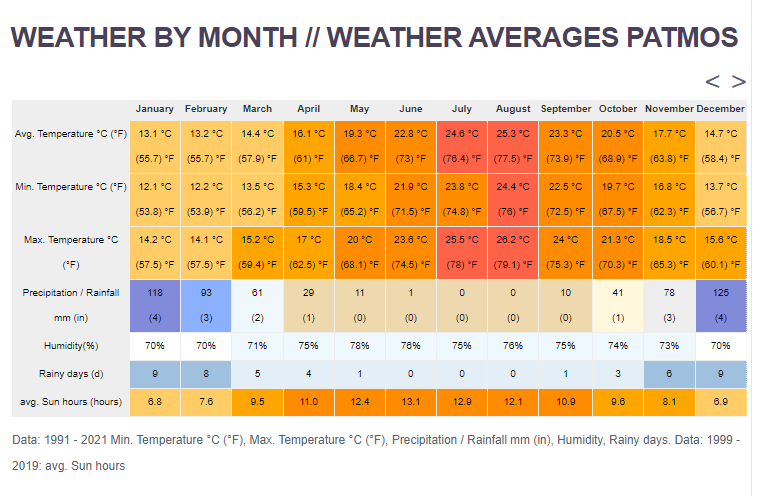 WEATHER BY MONTH // WEATHER AVERAGES PATMOS
< >
January February March April May June July August September October November December
Avg. Temperature °C (°F) 13.1 °C 13.2 °C 14.4 °C 16.1 °C 19.3 °C 22.8 °C 24.6 °C 25.3 °C 23.3 °C 20.5 °C 17.7 °C 14.7 °C
(55.7) °F (55.7) °F (57.9) °F (61) °F (66.7) °F (73) °F (76.4) °F (77.5) °F (73.9) °F (68.9) °F (63.8) °F (58.4) °F
Min. Temperature °C (°F) 12.1 °C 12.2 °C 13.5 °C 15.3 °C 18.4 °C 21.9 °C 23.8 °C 24.4 °C 22.5 °C 19.7 °C 16.8 °C 13.7 °C
(53.8) °F (53.9) °F (56.2) °F (59.5) °F (65.2) °F (71.5) °F (74.8) °F (76) °F (72.5) °F (67.5) °F (62.3) °F (56.7) °F
Max. Temperature °C 14.2 °C 14.1 °C 15.2 °C 17 °C 20 °C 23.6 °C 25.5 °C 26.2 °C 24 °C 21.3 °C 18.5 °C 15.6 °C
(°F) (57.5) °F (57.5) °F (59.4) °F (62.5) °F (68.1) °F (74.5) °F (78) °F (79.1) °F (75.3) °F (70.3) °F (65.3) °F (60.1) °F
Precipitation / Rainfall 118 93 61 29 11 1 0 0 10 41 78 125
mm (in) (4) (3) (2) (1) (0) (0) (0) (0) (0) (1) (3) (4)
Humidity(%) 70% 70% 71% 75% 78% 76% 75% 76% 75% 74% 73% 70%
Rainy days (d) 9 8 5 4 1 0 0 0 1 3 6 9
avg. Sun hours (hours) 6.8 7.6 9.5 11.0 12.4 13.1 12.9 12.1 10.9 9.6 8.1 6.9
Data: 1991 - 2021 Min. Temperature °C (°F), Max. Temperature °C (°F), Precipitation / Rainfall mm (in), Humidity, Rainy days. Data: 1999 -
2019: avg. Sun hours